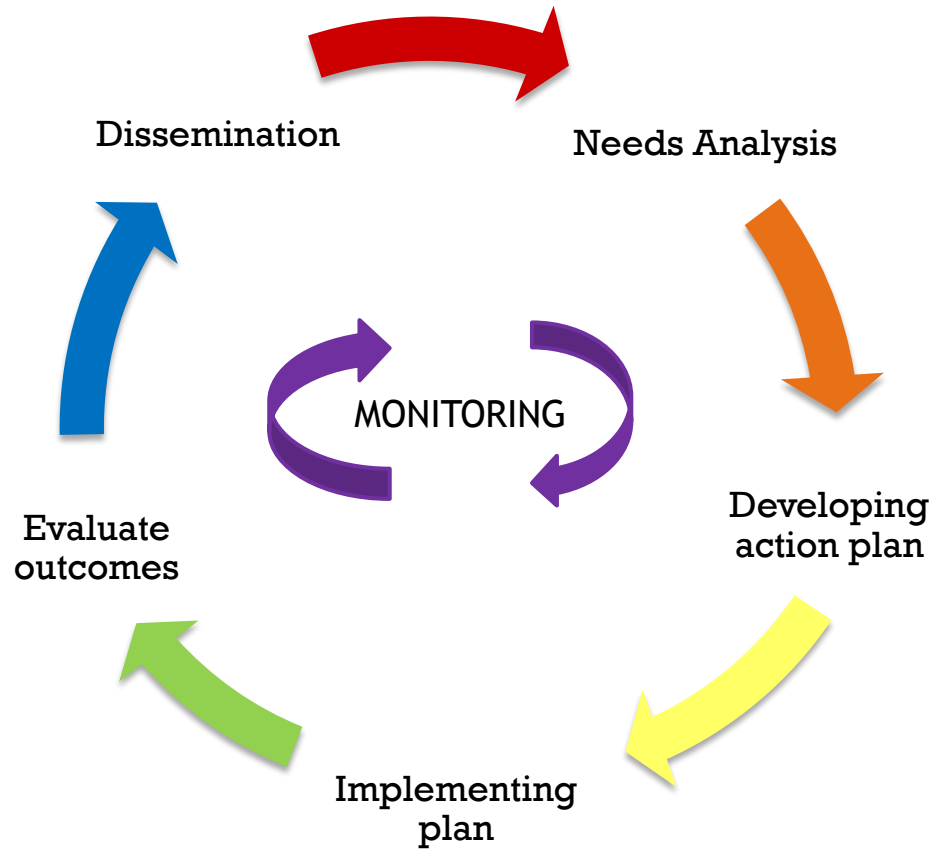 Dissemination
Needs Analysis
MONITORING
Developing
action plan
Evaluate
outcomes
Implementing
plan